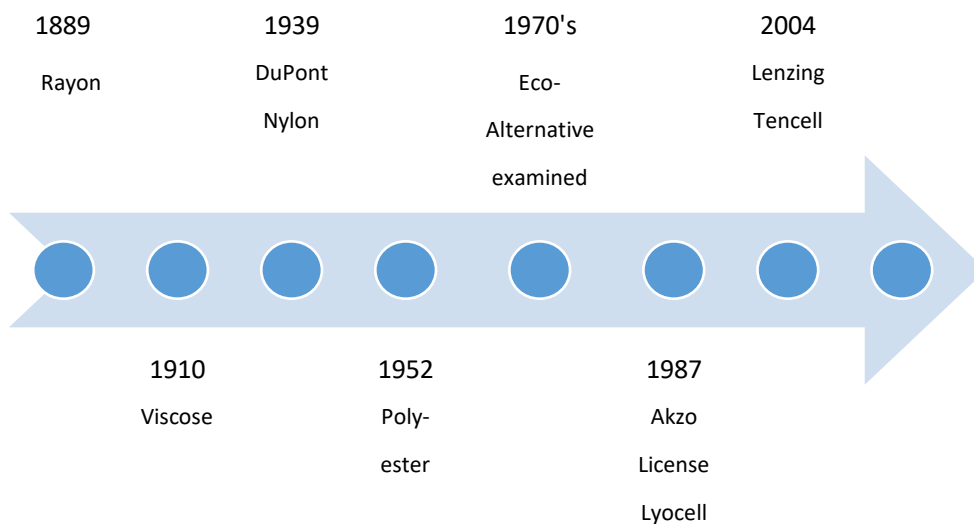 1889
Rayon
1939
DuPont
Nylon
1970's
Eco-
Alternative
examined
2004
Lenzing
Tencell
1910
Viscose
1952
Poly-
ester
1987
Akzo
License
Lyocell